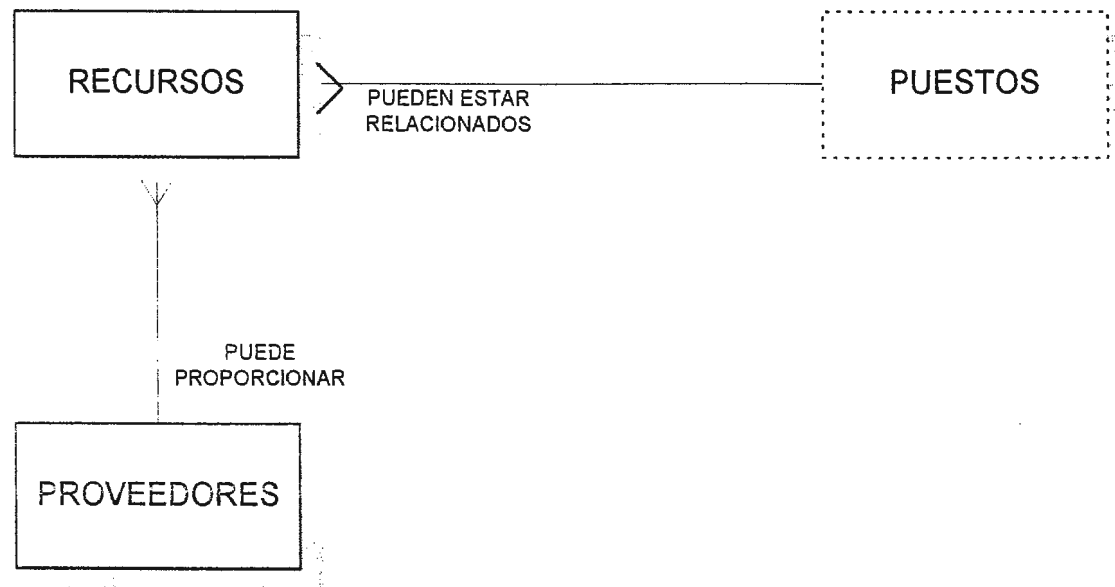 RECURSOS
PUESTOS
PUEDEN ESTAR
RELACIONADOS
PUEDE
PROPORCIONAR
PROVEEDORES